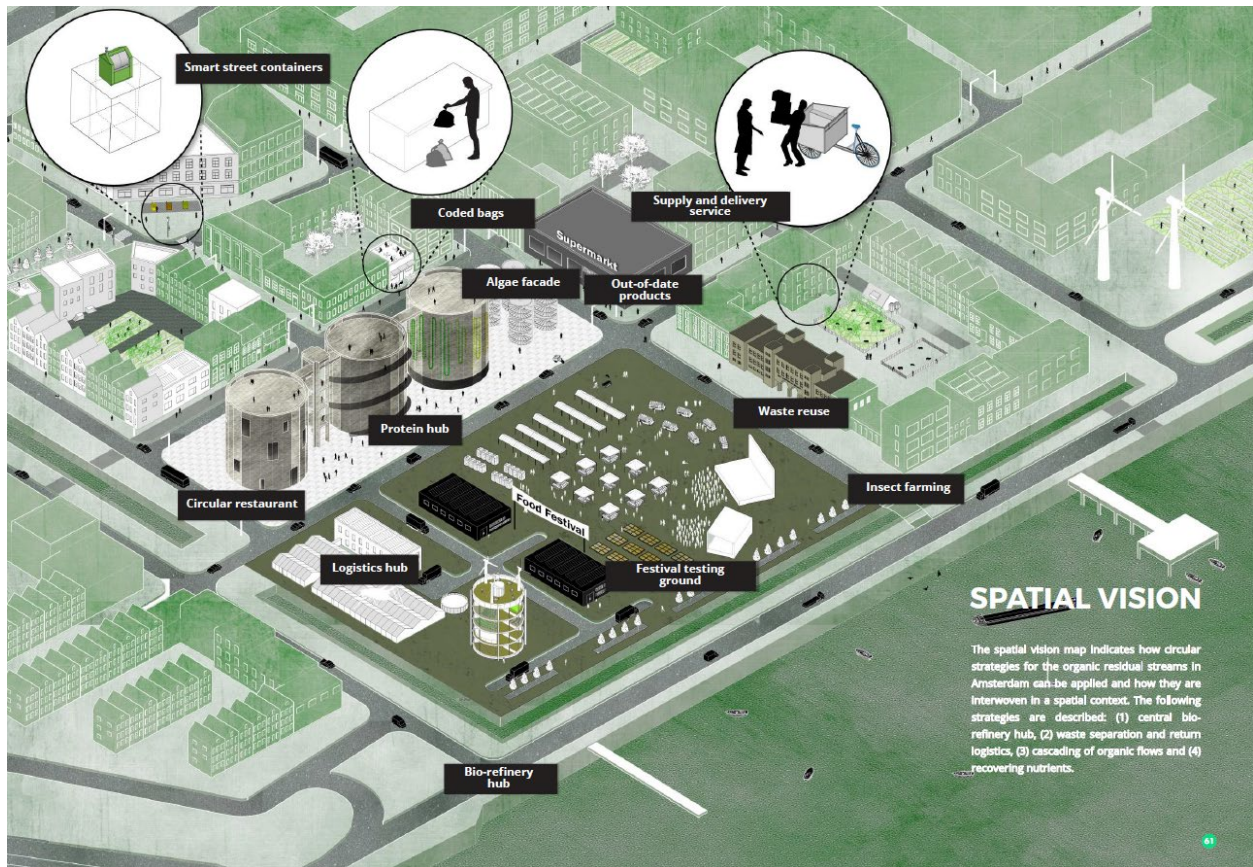 Smart street containers
Coded bags
Supply and delivery
service
Supermarkt
Algae facade
Out-of-date
products
Waste reuse
Protein hub
Insect farming
Circular restaurant
Food Festival
Logistics hub
Festival testing
ground
Bio-refinery
hub
SPATIAL VISION
The spatial vision map indicates how circular
strategies for the organic residual streams in
Amsterdam can be applied and how they are
interwoven in a spatial context. The following
strategies are described: (1) central bio-
refinery hub, (2) waste separation and return
logistics, (3) cascading of organic flows and (4)
recovering nutrients.
61